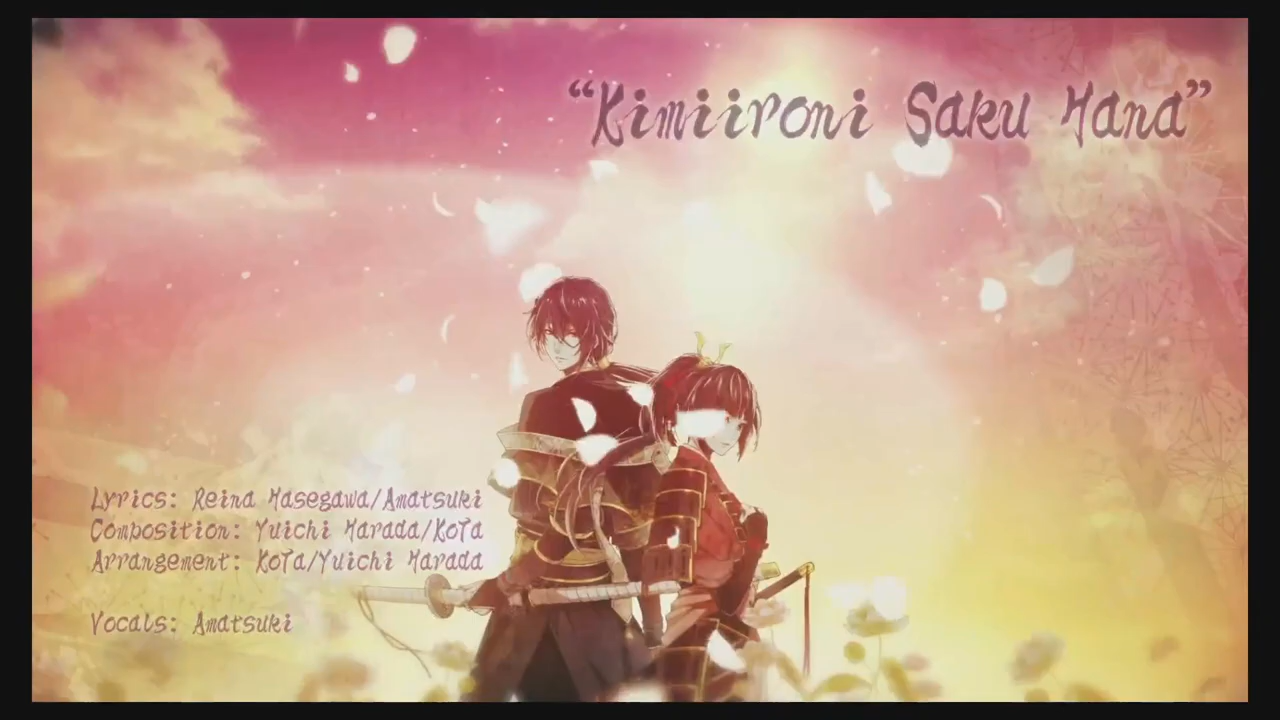 “Kimiironi Saku Hana”
Lyrics: Reina Hasegawa/Amatsuki
Composition: Yuichi Harada/KoTa
Arrangement: KoTa/Yuichi Harada
Vocals: Amatsuki